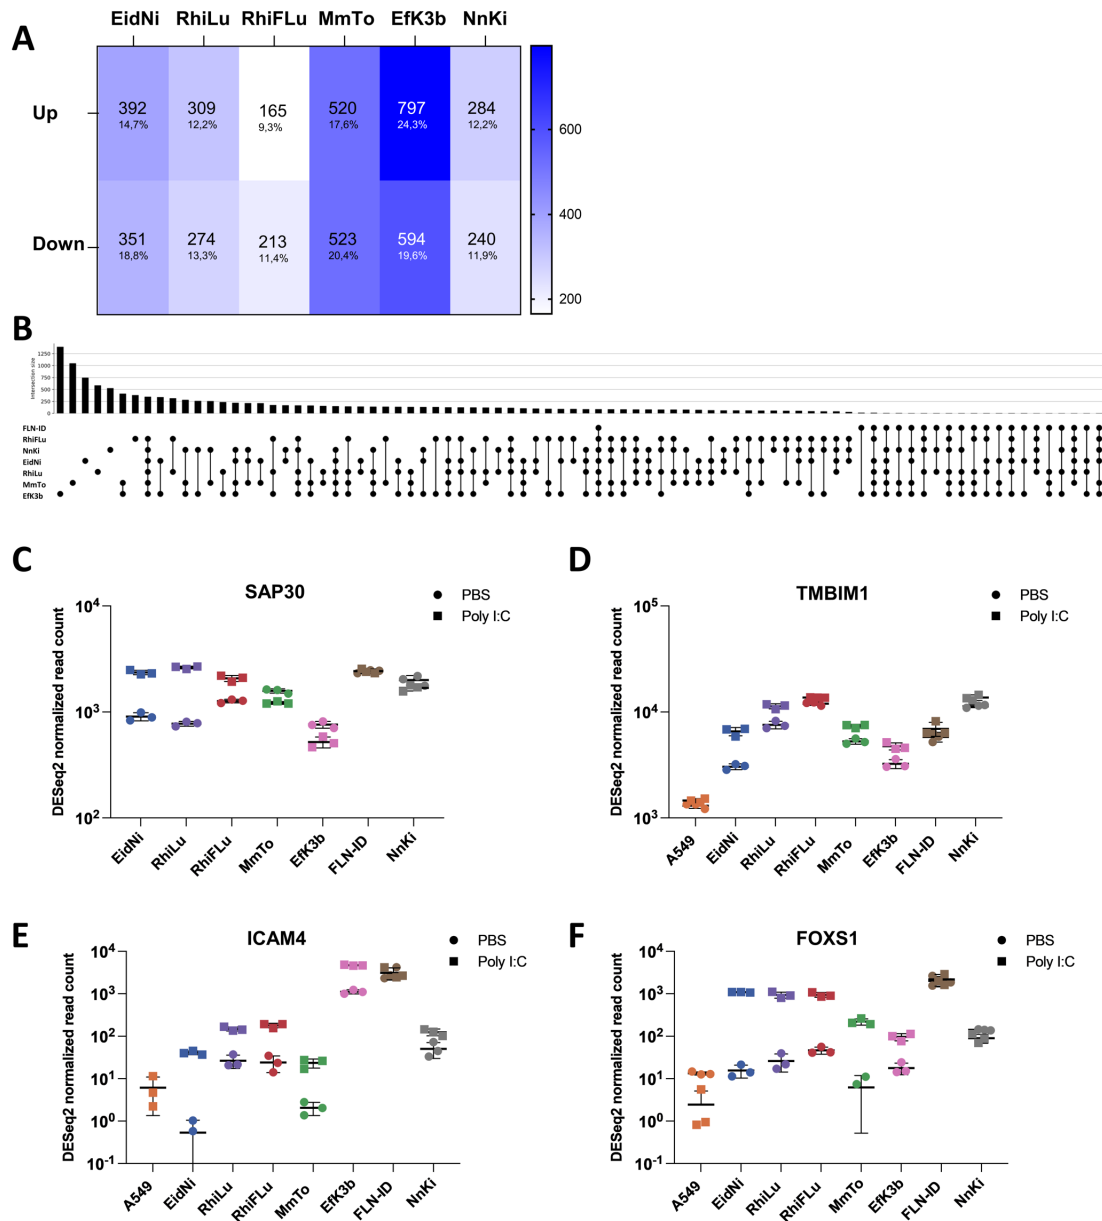 A
EidNi RhiLu RhiFLu MmTo EfK3b NnKi
Up
392 309 165 520 797 284
14,7% 12,2% 9,3% 17,6% 24,3% 12,2%
Down
351 274 213 523 594 240
18,8% 13,3% 11,4% 20,4% 19,6% 11,9%
600
400
200
B
Intersection size
1250
1000
750
500
250
0
FLN-ID
RhiFLu
NnKi
EidNi
RhiLu
MmTo
EfK3b
C
SAP30
PBS
Poly I:C
DESeq2 normalized read count
10^4
10^3
10^2
EidNi RhiLu RhiFLu MmTo EfK3b FLN-ID NnKi
D
TMBIM1
PBS
Poly I:C
DESeq2 normalized read count
10^5
10^4
10^3
A549 EidNi RhiLu RhiFLu MmTo EfK3b FLN-ID NnKi
E
ICAM4
PBS
Poly I:C
DESeq2 normalized read count
10^4
10^3
10^2
10^1
10^0
10^-1
A549 EidNi RhiLu RhiFLu MmTo EfK3b FLN-ID NnKi
F
FOXS1
PBS
Poly I:C
DESeq2 normalized read count
10^4
10^3
10^2
10^1
10^0
10^-1
A549 EidNi RhiLu RhiFLu MmTo EfK3b FLN-ID NnKi